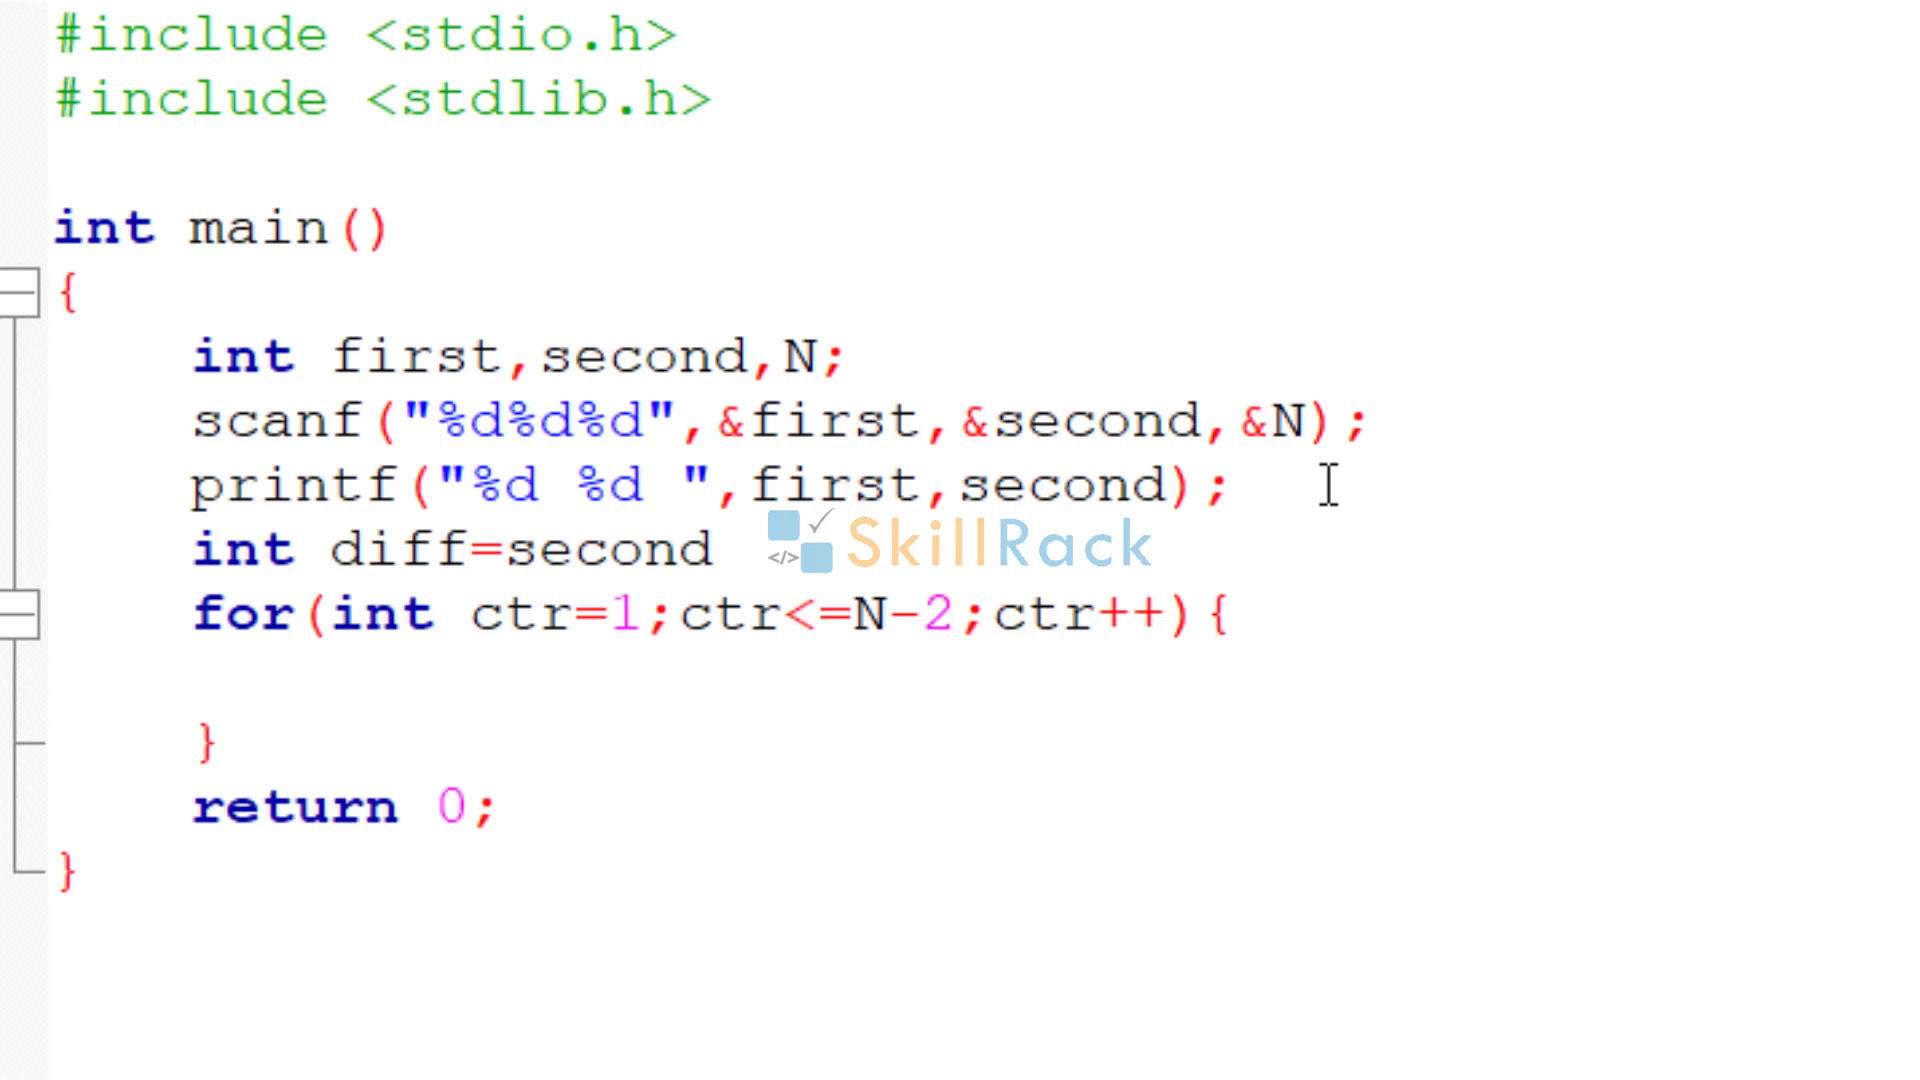 #include <stdio.h>
#include <stdlib.h>
int main()
{
int first,second,N;
scanf("%d%d%d",&first,&second,&N);
printf("%d %d ",first,second);
int diff=second
SkillRack
for(int ctr=1;ctr<=N-2;ctr++){
}
return 0;
}